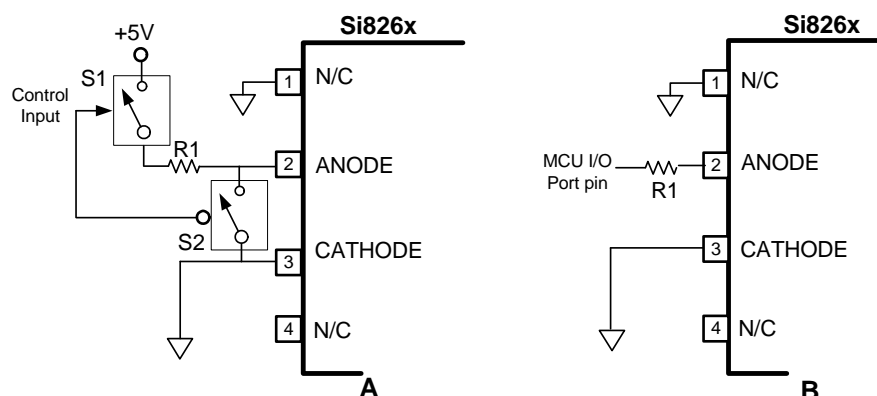 Si826x
+5V
S1
Control
Input
R1
S2
1 N/C
2 ANODE
3 CATHODE
4 N/C
A
Si826x
MCU I/O
Port pin
R1
1 N/C
2 ANODE
3 CATHODE
4 N/C
B